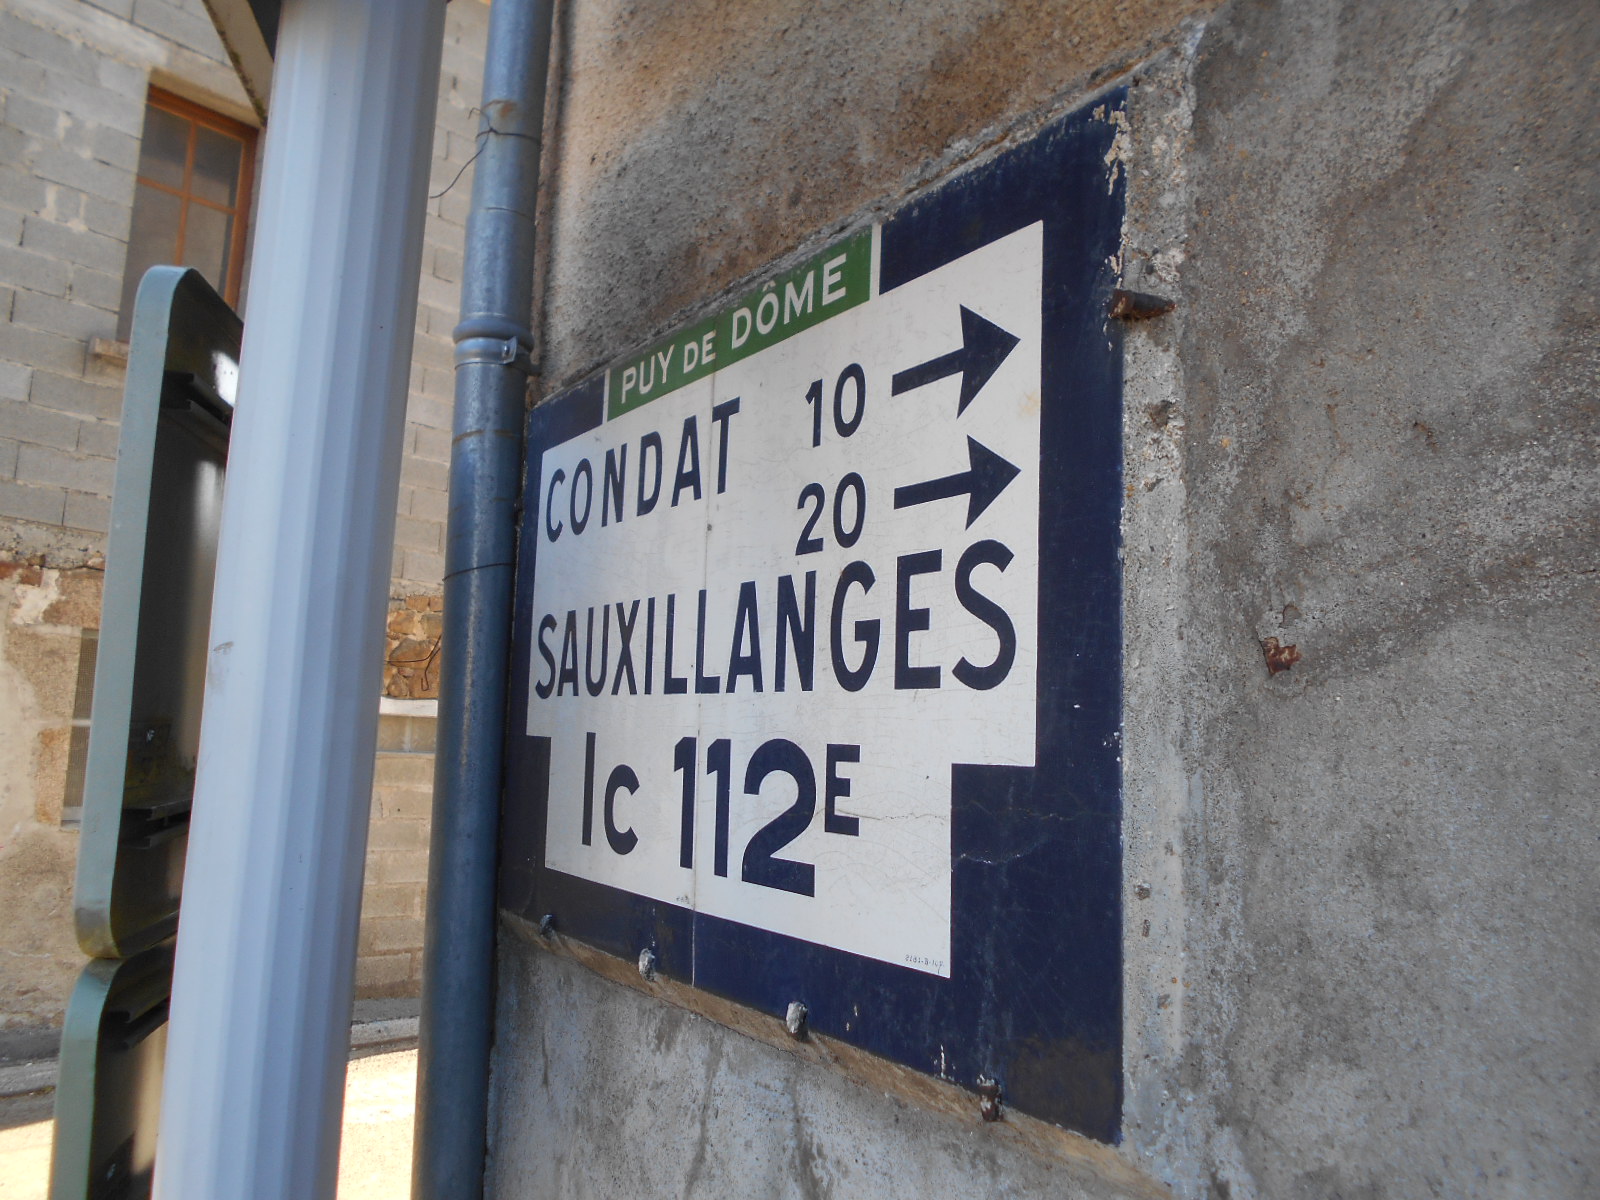 PUY DE DÔME
CONDAT 10
20
SAUXILLANGES
Ic 112E